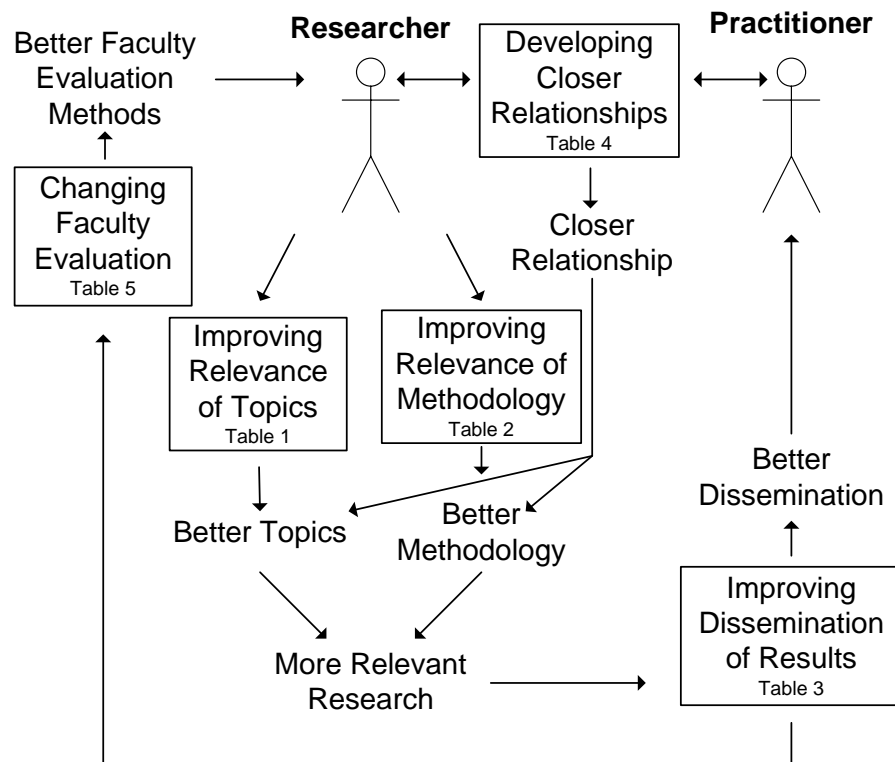 Better Faculty
Evaluation
Methods
Researcher
Developing
Closer
Relationships
Table 4
Practitioner
Changing
Faculty
Evaluation
Table 5
Closer
Relationship
Improving
Relevance
of Topics
Table 1
Improving
Relevance of
Methodology
Table 2
Better Topics
Better
Methodology
Better
Dissemination
More Relevant
Research
Improving
Dissemination
of Results
Table 3